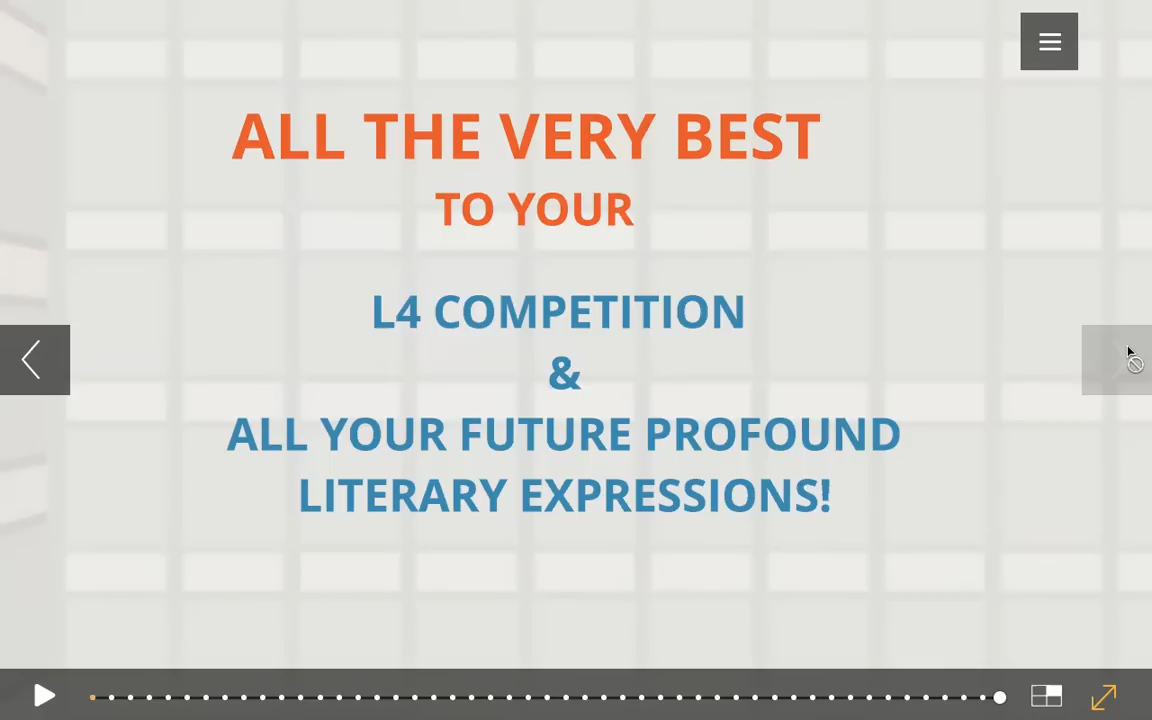 ALL THE VERY BEST
TO YOUR
L4 COMPETITION
&
ALL YOUR FUTURE PROFOUND
LITERARY EXPRESSIONS!